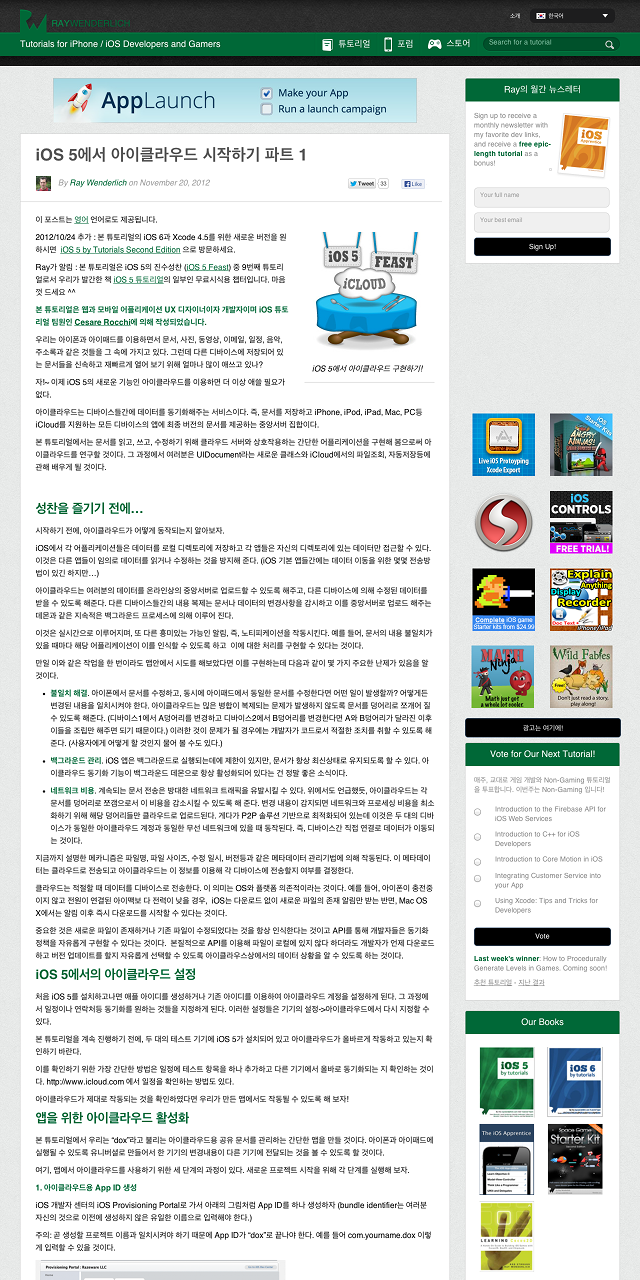 RAYWENDERLICH
소개
한국어
Tutorials for iPhone / iOS Developers and Gamers
튜토리얼
포럼
스토어
Search for a tutorial
AppLaunch
Make your App
Run a launch campaign
iOS 5에서 아이클라우드 시작하기 파트 1
By Ray Wenderlich on November 20, 2012
Tweet
33
Like
이 포스트는 영어 언어로도 제공됩니다.
2012/10/24 추가 : 본 튜토리얼의 iOS 6과 Xcode 4.5를 위한 새로운 버전을 원
하시면 iOS 5 by Tutorials Second Edition 으로 방문하세요.
Ray가 알림 : 본 튜토리얼은 iOS 5의 진수성찬 (iOS 5 Feast) 중 9번째 튜토리
얼로서 우리가 발간한 책 iOS 5 튜토리얼의 일부인 무료시식용 챕터입니다. 마음
껏 드세요 ^^
본 튜토리얼은 웹과 모바일 어플리케이션 UX 디자이너이자 개발자이며 iOS 튜토
리얼 팀원인 Cesare Rocchi에 의해 작성되었습니다.
우리는 아이폰과 아이패드를 이용하면서 문서, 사진, 동영상, 이메일, 일정, 음악,
주소록과 같은 것들을 그 속에 가지고 있다. 그런데 다른 디바이스에 저장되어 있
는 문서들을 신속하고 재빠르게 열어 보기 위해 얼마나 많이 애쓰고 있나?
자!~ 이제 iOS 5의 새로운 기능인 아이클라우드를 이용하면 더 이상 애쓸 필요가
없다.
iOS 5
FEAST
iCLOUD
iOS 5에서 아이클라우드 구현하기!
아이클라우드는 디바이스들간에 데이터를 동기화해주는 서비스이다. 즉, 문서를 저장하고 iPhone, iPod, iPad, Mac, PC등
iCloud를 지원하는 모든 디바이스의 앱에 최종 버전의 문서를 제공하는 중앙서버 집합이다.
본 튜토리얼에서는 문서를 읽고, 쓰고, 수정하기 위해 클라우드 서버와 상호작용하는 간단한 어플리케이션을 구현해 봄으로써 아
이클라우드를 연구할 것이다. 그 과정에서 여러분은 UIDocument라는 새로운 클래스와 iCloud에서의 파일조회, 자동저장등에
관해 배우게 될 것이다.
성찬을 즐기기 전에…
시작하기 전에, 아이클라우드가 어떻게 동작되는지 알아보자.
iOS에서 각 어플리케이션들은 데이터를 로컬 디렉토리에 저장하고 각 앱들은 자신의 디렉토리에 있는 데이터만 접근할 수 있다.
이것은 다른 앱들이 임의로 데이터를 읽거나 수정하는 것을 방지해 준다. (iOS 기본 앱들간에는 데이터 이동을 위한 몇몇 전송방
법이 있긴 하지만…)
아이클라우드는 여러분의 데이터를 온라인상의 중앙서버로 업로드할 수 있도록 해주고, 다른 디바이스에 의해 수정된 데이터를
받을 수 있도록 해준다. 다른 디바이스들간의 내용 복제는 문서나 데이터의 변경사항을 감시하고 이를 중앙서버로 업로드 해주는
데몬과 같은 지속적은 백그라운드 프로세스에 의해 이루어 진다.
이것은 실시간으로 이루어지며, 또 다른 흥미있는 가능인 알림, 즉, 노티피케이션을 작동시킨다. 예를 들어, 문서의 내용 불일치가
있을 때마다 해당 어플리케이션이 이를 인식할 수 있도록 하고 이에 대한 처리를 구현할 수 있다.
만일 이와 같은 작업을 한 번이라도 맵안에서 시도를 해보았다면 이를 구현하는데 다음과 같이 몇 가지 주요한 난제가 있음을 알
것이다.
• 불일치 해결. 아이폰에서 문서를 수정하고, 동시에 아이패드에서 동일한 문서를 수정한다면 어떤 일이 발생할까? 어떻게든
변경된 내용을 일치시켜야 한다. 아이클라우드는 많은 병합이 복제되는 문제가 발생하지 않도록 문서를 덩어리로 쪼개어 질
수 있도록 해준다. (디바이스1에서 A덩어리를 변경하고 디바이스2에서 B덩어리를 변경한다면 A와 B덩어리가 달라진 이후
이들을 조립만 해주면 되기 때문이다.) 이러한 것이 문제가 될 경우에는 개발자가 코드로서 적절한 조치를 취할 수 있도록 해
준다. (사용자에게 어떻게 할 것인지 물어 볼 수도 있다.)
• 백그라운드 관리. iOS 앱은 백그라운드로 실행되는데에 제한이 있지만, 문서가 항상 최신상태로 유지되도록 할 수 있다. 아
이클라우드 동기화 기능이 백그라운드 데몬으로 항상 활성화되어 있다는 건 정말 좋은 소식이다.
• 네트워크 비용. 계속되는 문서 전송은 방대한 네트워크 트래픽을 유발시킬 수 있다. 위에서도 언급했듯, 아이클라우드는 각
문서를 덩어리로 쪼갬으로서 이 비용을 감소시킬 수 있도록 해 준다. 변경 내용이 감지되면 네트워크와 프로세싱 비용을 최소
화하기 위해 해당 덩어리들만 클라우드로 업로드된다. 게다가 P2P 솔루션 기반으로 최적화되어 있는데 이것은 두 대의 디바
이스가 동일한 아이클라우드 계정과 동일한 무선 네트워크에 있을 때 동작된다. 즉, 디바이스간 직접 연결로 데이터가 이동되
는 것이다.
지금까지 설명한 메카니즘은 파일명, 파일 사이즈, 수정 일시, 버젼등과 같은 메타데이터 관리기법에 의해 작동된다. 이 메타데이
터는 클라우드로 전송되고 아이클라우드는 이 정보를 이용해 각 디바이스에 전송할지 여부를 결정한다.
클라우드는 적절할 때 데이터를 디바이스로 전송한다. 이 의미는 OS와 플랫폼 의존적이라는 것이다. 예를 들어, 아이폰이 충전중
이지 않고 전원이 연결된 아이맥보 다 전력이 낮을 경우, iOS는 다운로드 없이 새로운 파일의 존재 알림만 받는 반면, Mac OS
X에서는 알림 이후 즉시 다운로드를 시작할 수 있다는 것이다.
중요한 것은 새로운 파일이 존재하거나 기존 파일이 수정되었다는 것을 항상 인식한다는 것이고 API를 통해 개발자들은 동기화
정책을 자유롭게 구현할 수 있다는 것이다. 본질적으로 API를 이용해 파일이 로컬에 있지 않다 하더라도 개발자가 언제 다운로드
하고 버전 업데이트를 할지 자유롭게 선택할 수 있도록 아이클라우드상에서의 데이터 상황을 알 수 있도록 하는 것이다.
iOS 5에서의 아이클라우드 설정
처음 iOS 5를 설치하고나면 애플 아이디를 생성하거나 기존 아이디를 이용하여 아이클라우드 계정을 설정하게 된다. 그 과정에
서 일정이나 연락처등 동기화를 원하는 것들을 지정하게 된다. 이러한 설정들은 기기의 설정->아이클라우드에서 다시 지정할 수
있다.
본 튜토리얼을 계속 진행하기 전에, 두 대의 테스트 기기에 iOS 5가 설치되어 있고 아이클라우드가 올바르게 작동하고 있는지 확
인하기 바란다.
이를 확인하기 위한 가장 간단한 방법은 일정에 테스트 항목을 하나 추가하고 다른 기기에서 올바로 동기화되는 지 확인하는 것이
다. http://www.icloud.com 에서 일정을 확인하는 방법도 있다.
아이클라우드가 제대로 작동되는 것을 확인하였다면 우리가 만든 앱에서도 작동될 수 있도록 해 보자!
앱을 위한 아이클라우드 활성화
본 튜토리얼에서 우리는 “dox”라고 불리는 아이클라우드용 공유 문서를 관리하는 간단한 맵을 만들 것이다. 아이폰과 아이패드에
실행될 수 있도록 유니버셜로 만들어서 한 기기의 변경내용이 다른 기기에 전달되는 것을 볼 수 있도록 할 것이다.
여기, 맵에서 아이클라우드를 사용하기 위한 세 단계의 과정이 있다. 새로운 프로젝트 시작을 위해 각 단계를 실행해 보자.
1. 아이클라우드용 App ID 생성
iOS 개발자 센터의 iOS Provisioning Portal로 가서 아래의 그림처럼 App ID를 하나 생성하자 (bundle identifier는 여러분
자신의 것으로 이전에 생성하지 않은 유일한 이름으로 입력해야 한다.)
주의: 곧 생성할 프로젝트 이름과 일치시켜야 하기 때문에 App ID가 “dox”로 끝나야 한다. 예를 들어 com.yourname.dox 이렇
게 입력할 수 있을 것이다.
Provisioning Portal : Razeware LLC
Ray의 월간 뉴스레터
Sign up to receive a
monthly newsletter with
my favorite dev links,
and receive a free epic-
length tutorial as a
bonus!
iOS
Apprentice
Your full name
Your best email
Sign Up!
Live iOS Protoyping
Xcode Export
iOS
Starter Kits
ANGRY
NINJAS
iOS
CONTROLS
FREE TRIAL!
Complete iOS game
Starter kits from $24.99
Explain
Anything
Display
Recorder
Doc Text
iPhone/iPad
MATH
NINJA
Math just got
a whole lot cooler.
Wild Fables
Free!
Don't just read a story,
play along!
광고는 여기에!
Vote for Our Next Tutorial!
매주, 교대로 게임 개발와 Non-Gaming 튜토리얼
을 투표합니다. 이번주는 Non-Gaming 입니다!
Introduction to the Firebase API for
iOS Web Services
Introduction to C++ for iOS
Developers
Introduction to Core Motion in iOS
Integrating Customer Service into
your App
Using Xcode: Tips and Tricks for
Developers
Vote
Last week's winner: How to Procedurally
Generate Levels in Games. Coming soon!
추천 튜토리얼 - 지난 결과
Our Books
iOS 5
by tutorials
iOS 6
by tutorials
The iOS Apprentice
Space Game
Starter Kit
LEARNING